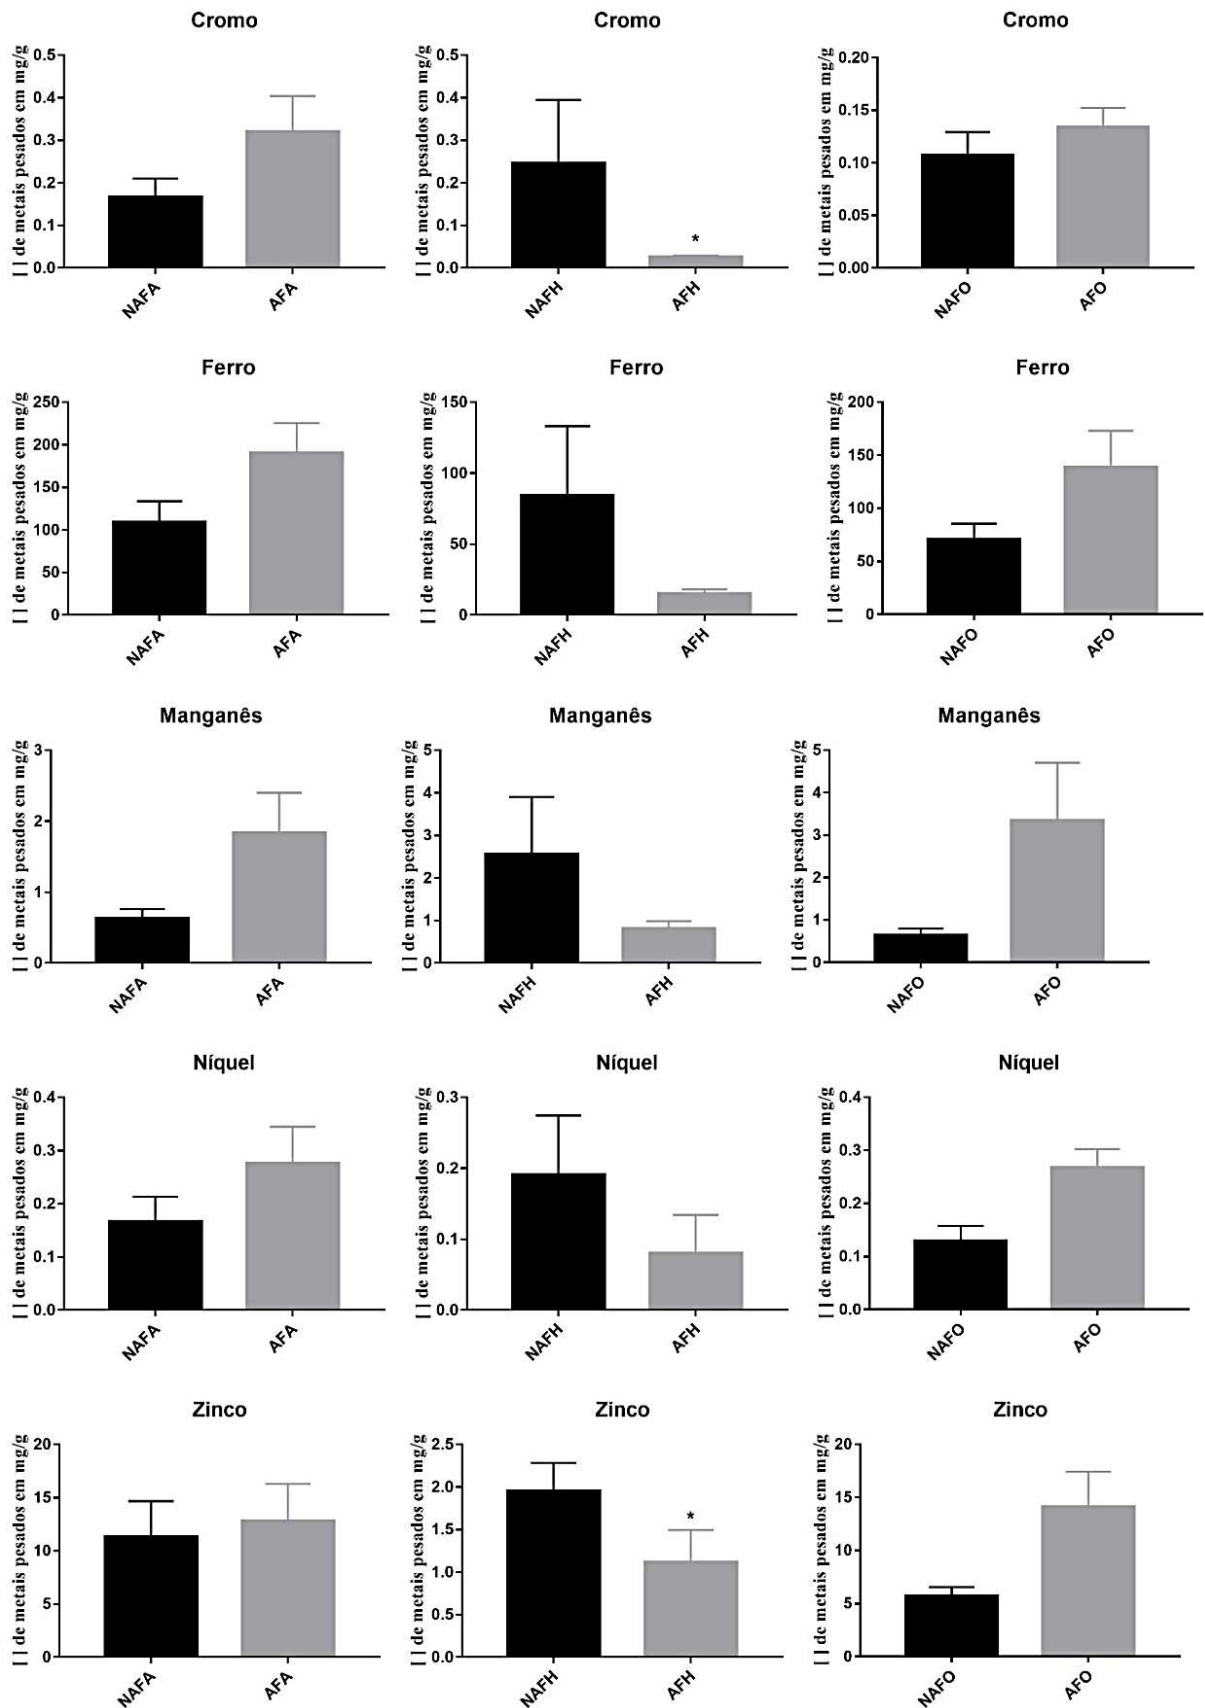 Cromo
[ ] de metais pesados em mg/g
0.5
0.4
0.3
0.2
0.1
0.0
NAFA
AFA
Cromo
[ ] de metais pesados em mg/g
0.5
0.4
0.3
0.2
0.1
0.0
*
NAFH
AFH
Cromo
[ ] de metais pesados em mg/g
0.20
0.15
0.10
0.05
0.00
NAFO
AFO
Ferro
[ ] de metais pesados em mg/g
250
200
150
100
50
0
NAFA
AFA
Ferro
[ ] de metais pesados em mg/g
150
100
50
0
NAFH
AFH
Ferro
[ ] de metais pesados em mg/g
200
150
100
50
0
NAFO
AFO
Manganês
[ ] de metais pesados em mg/g
3
2
1
0
NAFA
AFA
Manganês
[ ] de metais pesados em mg/g
5
4
3
2
1
0
NAFH
AFH
Manganês
[ ] de metais pesados em mg/g
5
4
3
2
1
0
NAFO
AFO
Níquel
[ ] de metais pesados em mg/g
0.4
0.3
0.2
0.1
0.0
NAFA
AFA
Níquel
[ ] de metais pesados em mg/g
0.3
0.2
0.1
0.0
NAFH
AFH
Níquel
[ ] de metais pesados em mg/g
0.4
0.3
0.2
0.1
0.0
NAFO
AFO
Zinco
[ ] de metais pesados em mg/g
20
15
10
5
0
NAFA
AFA
Zinco
[ ] de metais pesados em mg/g
2.5
2.0
1.5
1.0
0.5
0.0
*
NAFH
AFH
Zinco
[ ] de metais pesados em mg/g
20
15
10
5
0
NAFO
AFO